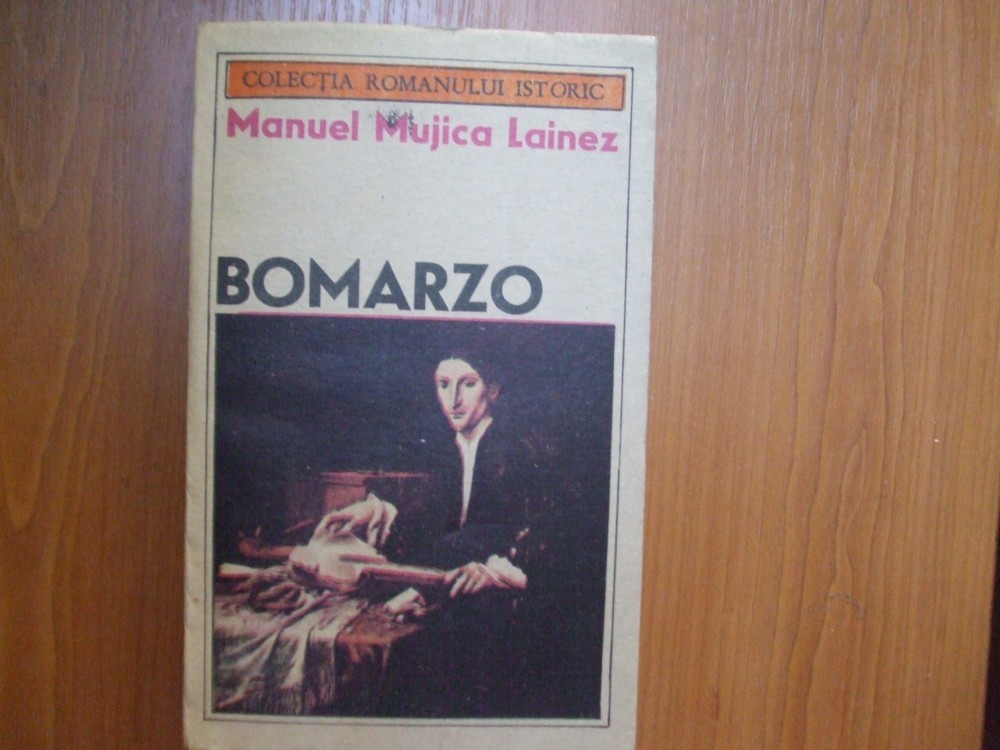 COLECȚIA ROMANULUI ISTORIC
Manuel Mujica Lainez
BOMARZO